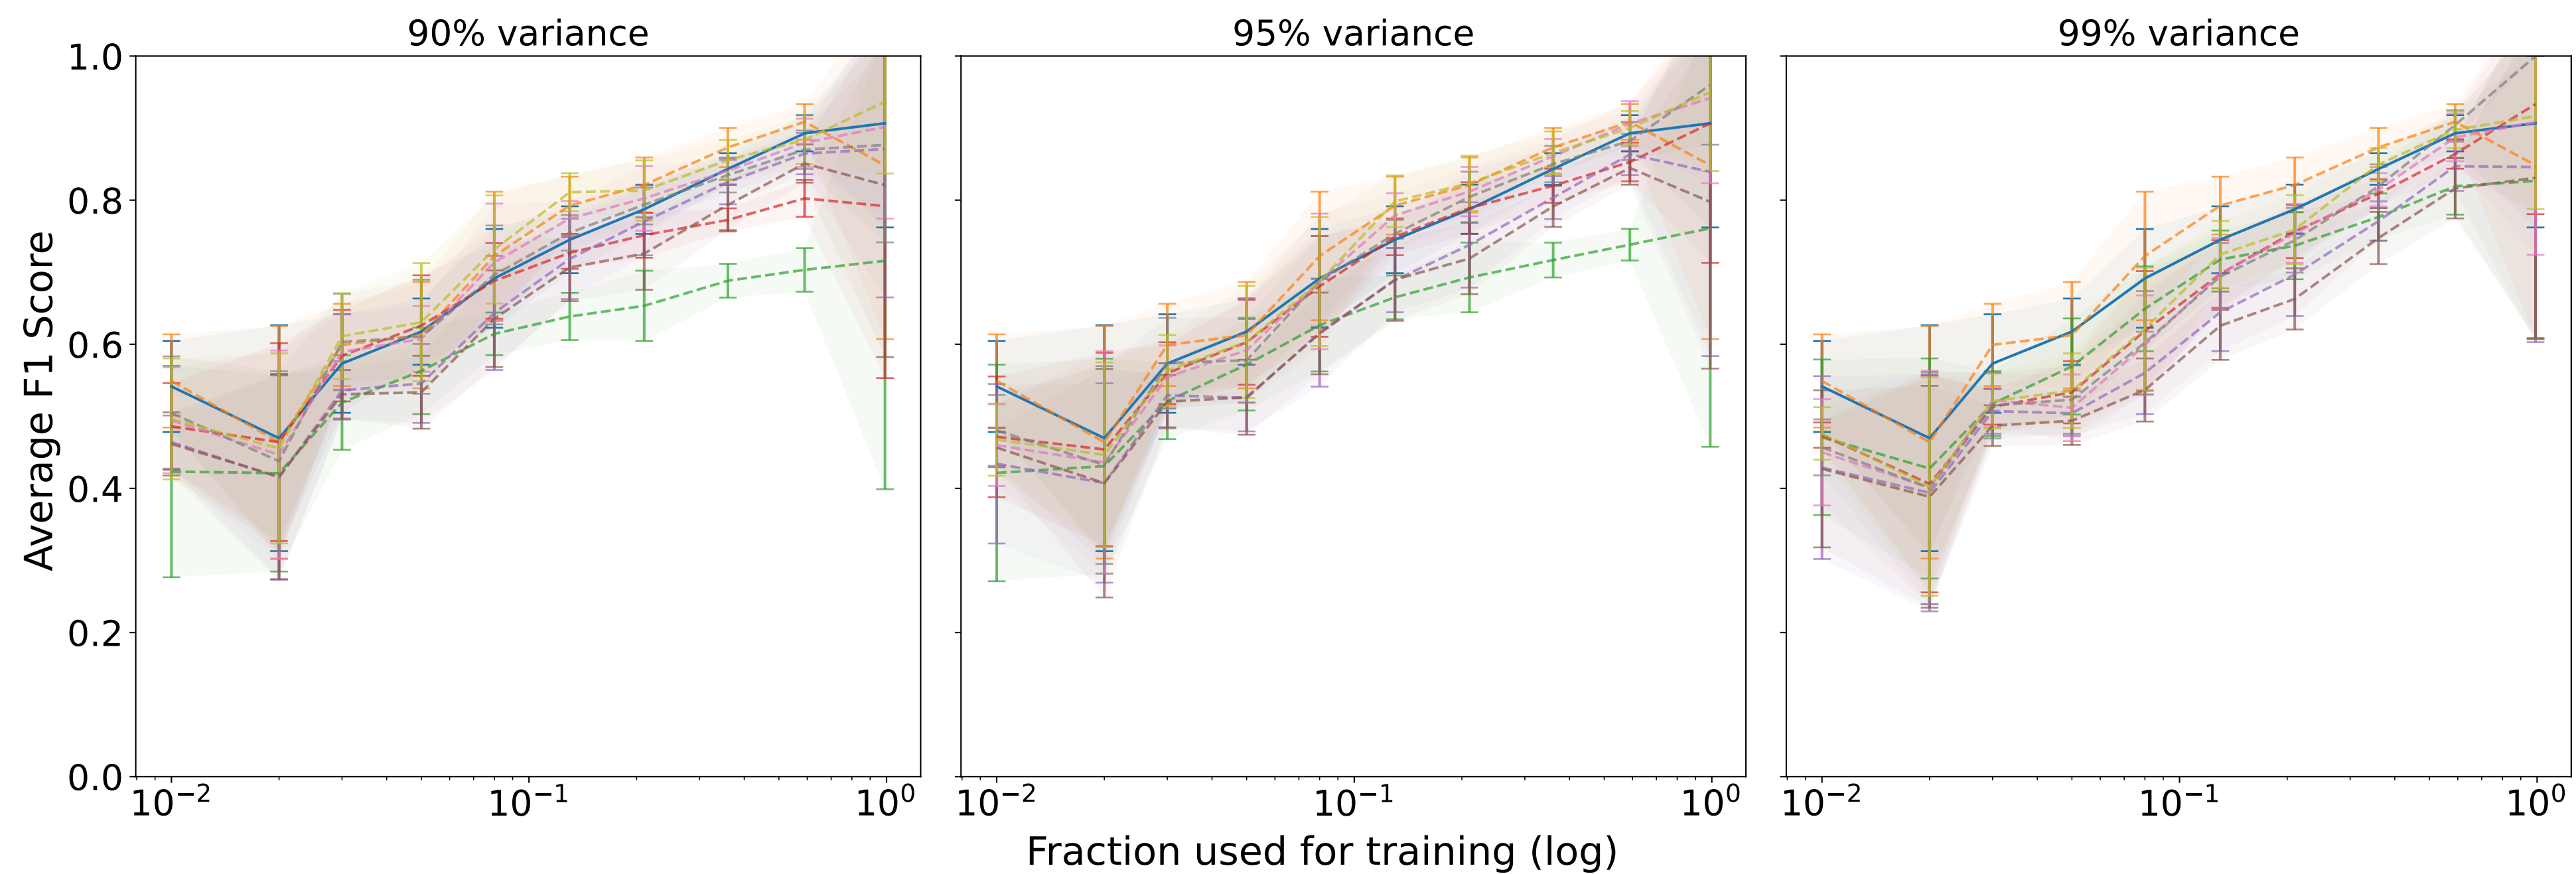 90% variance
95% variance
99% variance
Average F1 Score
1.0
0.8
0.6
0.4
0.2
0.0
10⁻² 10⁻¹ 10⁰
10⁻² 10⁻¹ 10⁰
10⁻² 10⁻¹ 10⁰
Fraction used for training (log)